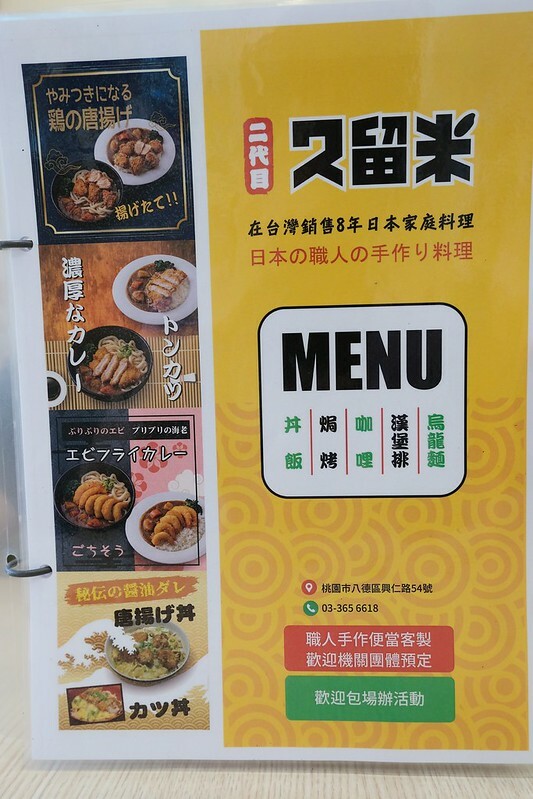 やみつきになる
鶏の唐揚げ
揚げたて!!
濃厚なカレー
トンカツ
ぷりぷりのエビ プリプリの海老
エビフライカレー
ごちそう
秘伝の醤油ダレ
唐揚げ丼
カツ丼
二代目
久留米
在台灣銷售8年日本家庭料理
日本の職人の手作り料理
MENU
丼飯
焗烤
咖哩
漢堡排
烏龍麵
桃園市八德區興仁路54號
03-365 6618
職人手作便當客製
歡迎機關團體預定
歡迎包場辦活動